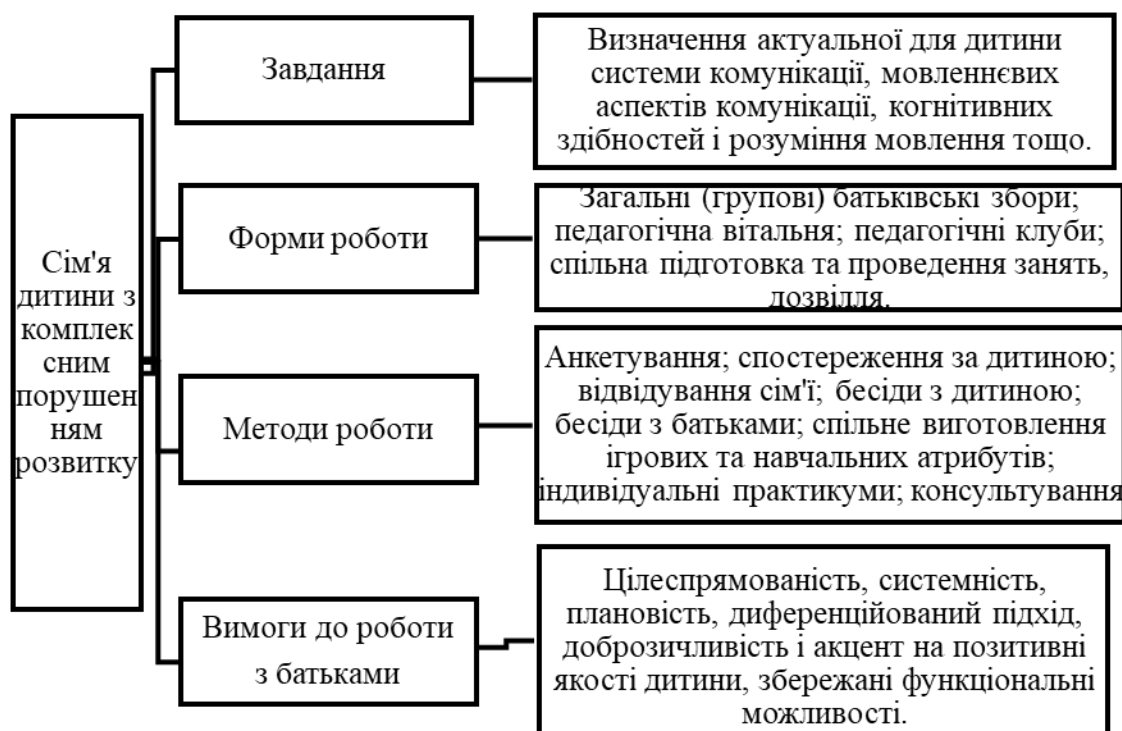 Сім'я
дитини з
комплек
сним
порушен
ням
розвитку
Завдання
Визначення актуальної для дитини
системи комунікації, мовленнєвих
аспектів комунікації, когнітивних
здібностей і розуміння мовлення тощо.
Форми роботи
Загальні (групові) батьківські збори;
педагогічна вітальня; педагогічні клуби;
спільна підготовка та проведення занять,
дозвілля.
Методи роботи
Анкетування; спостереження за дитиною;
відвідування сім'ї; бесіди з дитиною;
бесіди з батьками; спільне виготовлення
ігрових та навчальних атрибутів;
індивідуальні практикуми; консультування
Вимоги до роботи
з батьками
Цілеспрямованість, системність,
плановість, диференційований підхід,
доброзичливість і акцент на позитивні
якості дитини, збережані функціональні
можливості.